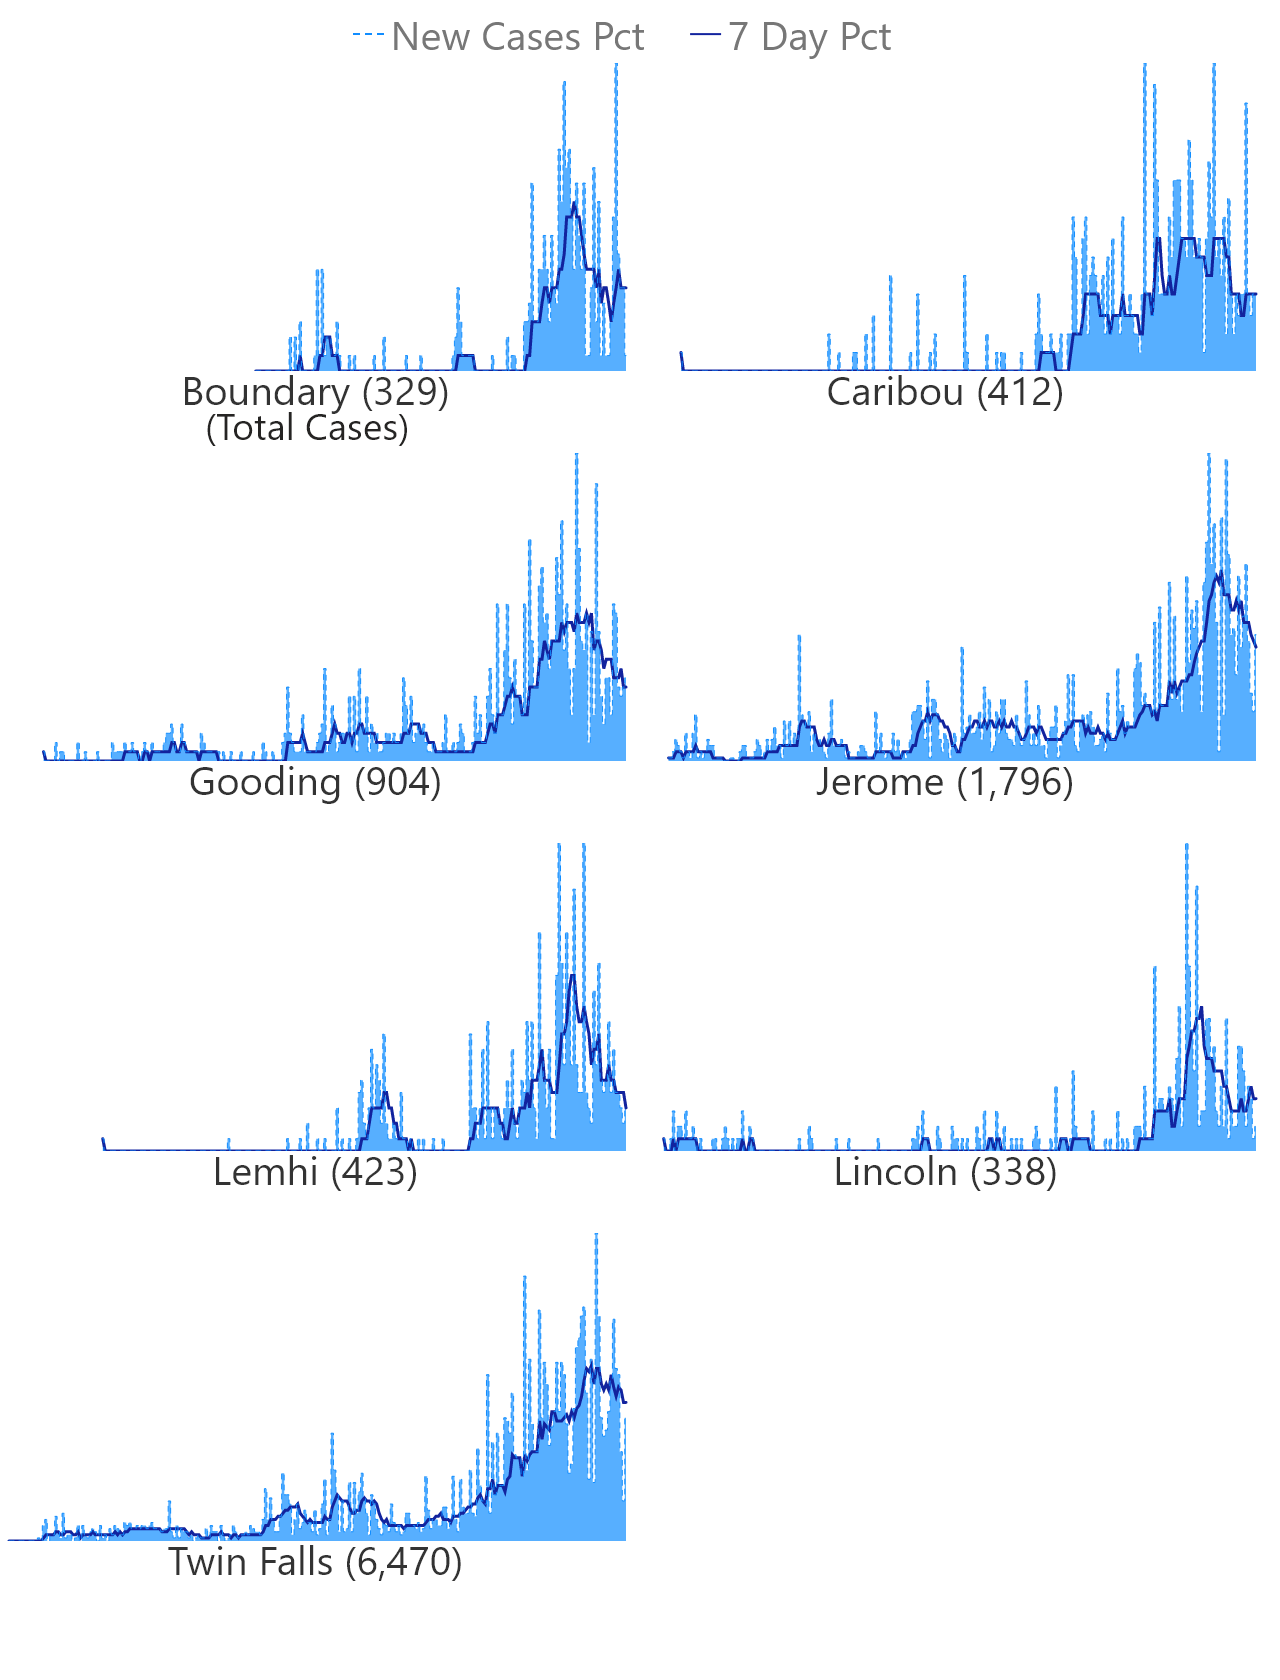 New Cases Pct 7 Day Pct
Boundary (329)
(Total Cases)
Caribou (412)
Gooding (904)
Jerome (1,796)
Lemhi (423)
Lincoln (338)
Twin Falls (6,470)